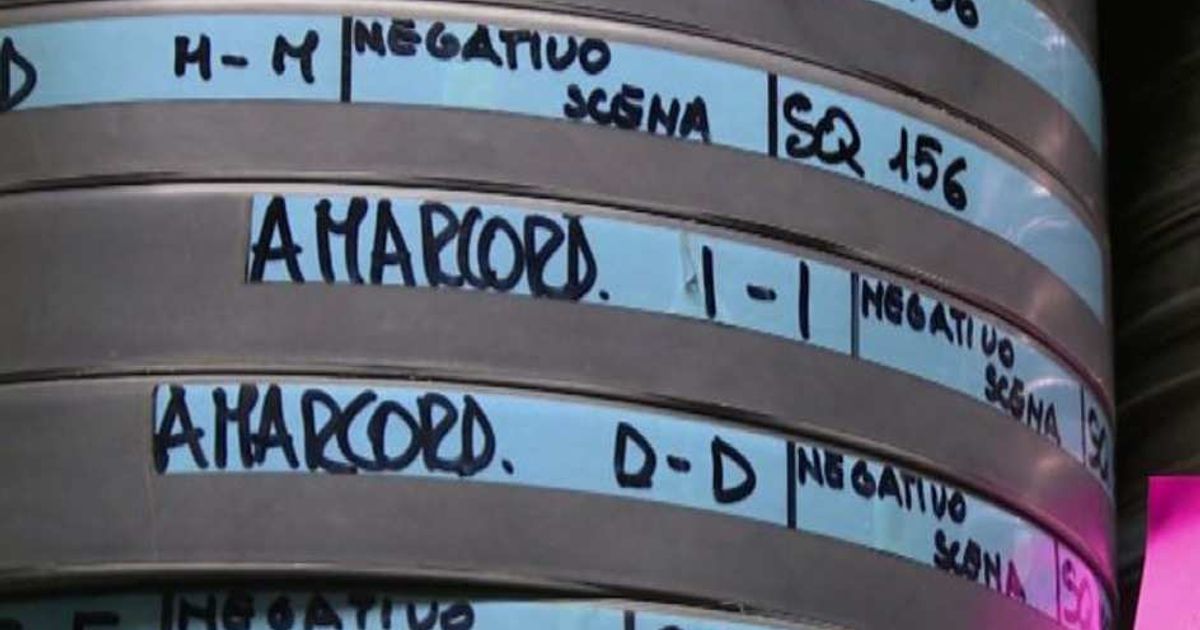 D M-M NEGATIVO
SCENA SQ 156
AMARCORD. I-I NEGATIVO
SCENA
AMARCORD. D-D NEGATIVO
SCENA
NEGATIVO